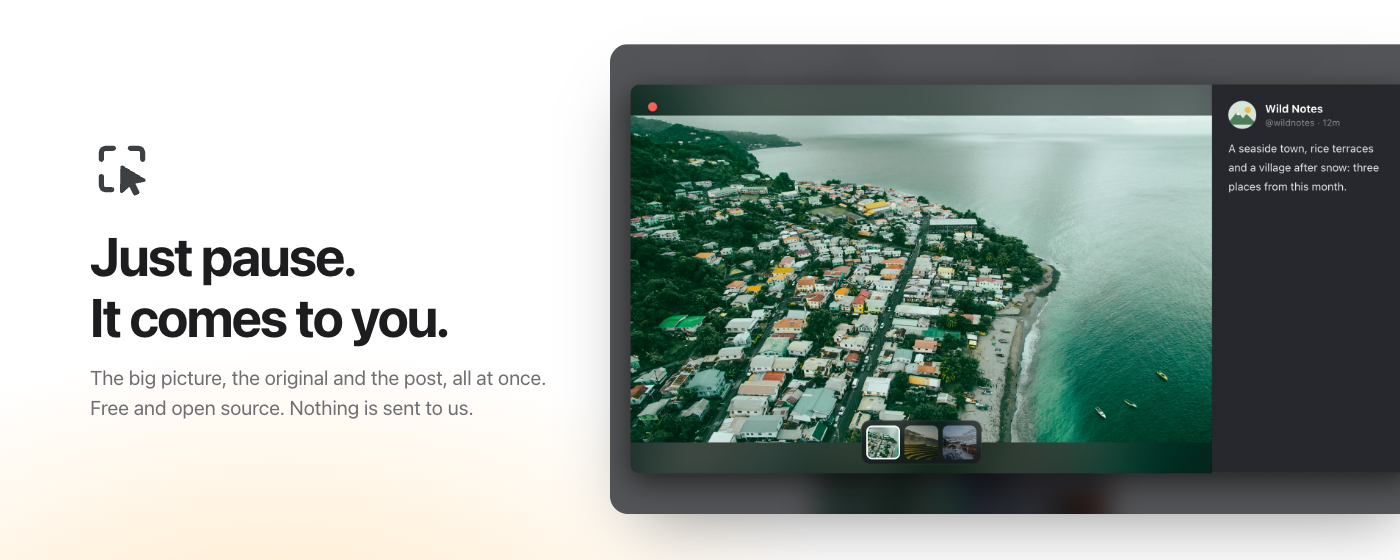 Just pause.
It comes to you.
The big picture, the original and the post, all at once.
Free and open source. Nothing is sent to us.
Wild Notes
@wildnotes · 12m
A seaside town, rice terraces
and a village after snow: three
places from this month.